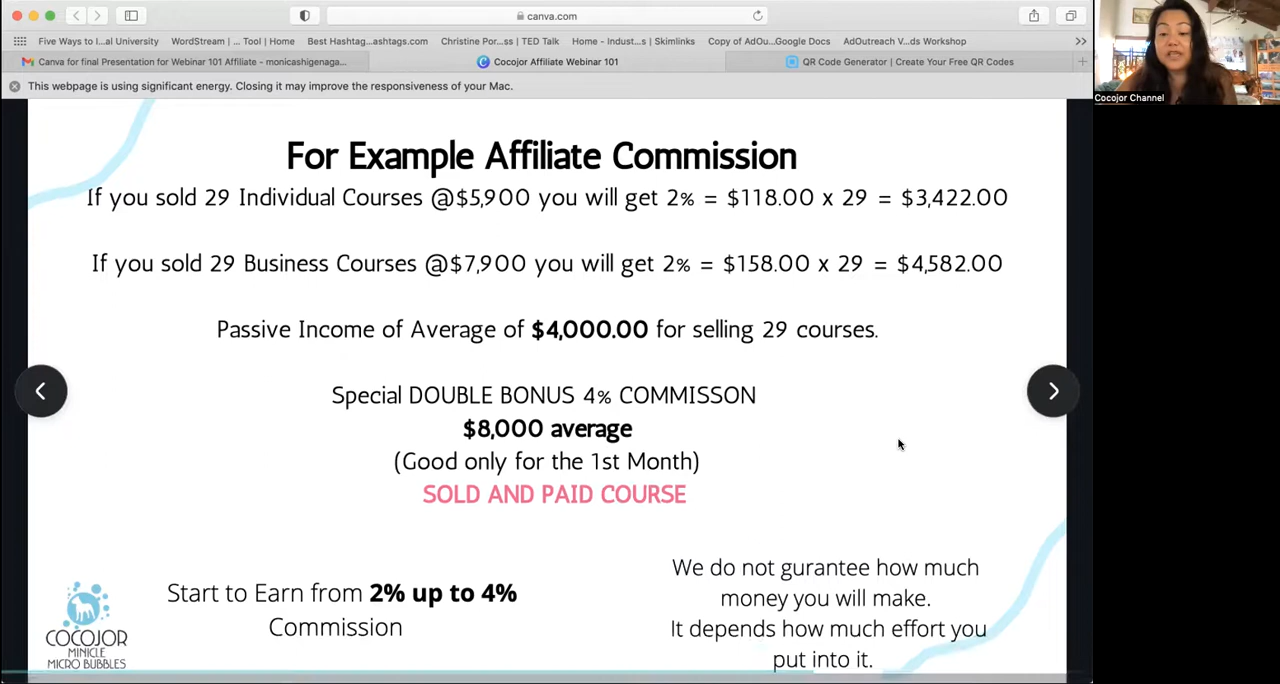 canva.com
Five Ways to I...al University
WordStream | ... Tool | Home
Best Hashtag...ashtags.com
Christine Por...ss | TED Talk
Home - Indust...s | Skimlinks
Copy of AdOu...Google Docs
AdOutreach V...ds Workshop
Canva for final Presentation for Webinar 101 Affiliate - monicashigenaga...
Cocojor Affiliate Webinar 101
QR Code Generator | Create Your Free QR Codes
This webpage is using significant energy. Closing it may improve the responsiveness of your Mac.
Cocojor Channel
For Example Affiliate Commission
If you sold 29 Individual Courses @$5,900 you will get 2% = $118.00 x 29 = $3,422.00
If you sold 29 Business Courses @$7,900 you will get 2% = $158.00 x 29 = $4,582.00
Passive Income of Average of $4,000.00 for selling 29 courses.
Special DOUBLE BONUS 4% COMMISSON
$8,000 average
(Good only for the 1st Month)
SOLD AND PAID COURSE
Start to Earn from 2% up to 4%
Commission
We do not gurantee how much
money you will make.
It depends how much effort you
put into it.
COCOJOR
MINICLE
MICRO BUBBLES